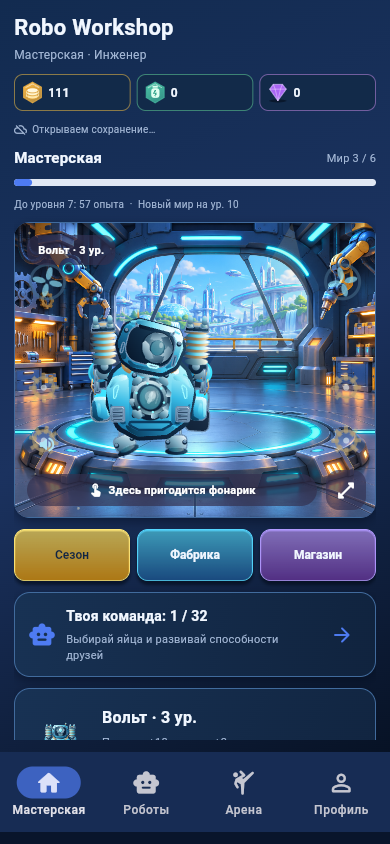 Robo Workshop
Мастерская · Инженер
111
0
0
Открываем сохранение…
Мастерская
Мир 3 / 6
До уровня 7: 57 опыта · Новый мир на ур. 10
Вольт · 3 ур.
Здесь пригодится фонарик
Сезон
Фабрика
Магазин
Твоя команда: 1 / 32
Выбирай яйца и развивай способности
друзей
Вольт · 3 ур.
Мастерская
Роботы
Арена
Профиль